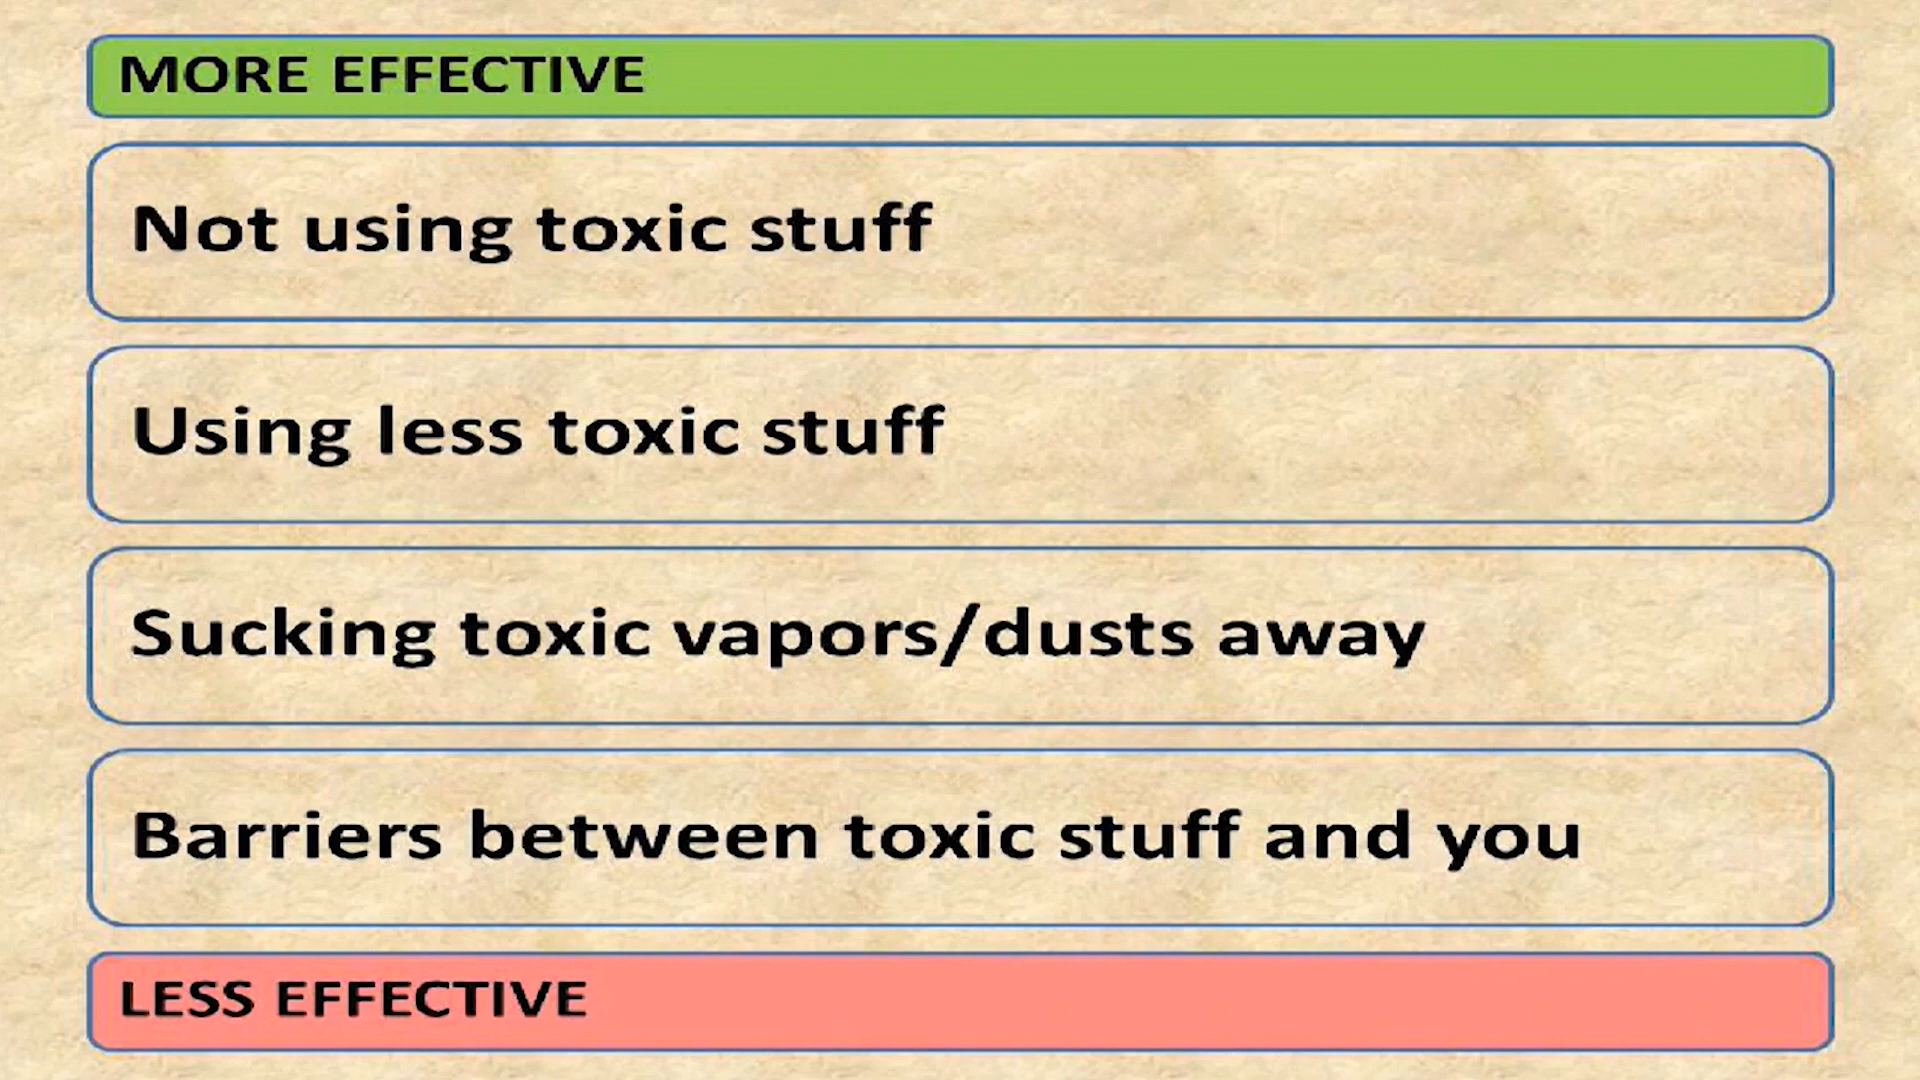 MORE EFFECTIVE
Not using toxic stuff
Using less toxic stuff
Sucking toxic vapors/dusts away
Barriers between toxic stuff and you
LESS EFFECTIVE